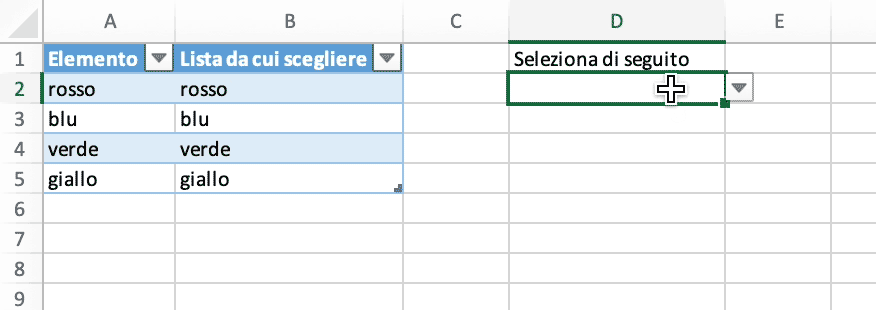 A B C D E
1 Elemento Lista da cui scegliere Seleziona di seguito
2 rosso rosso
3 blu blu
4 verde verde
5 giallo giallo
6
7
8
9